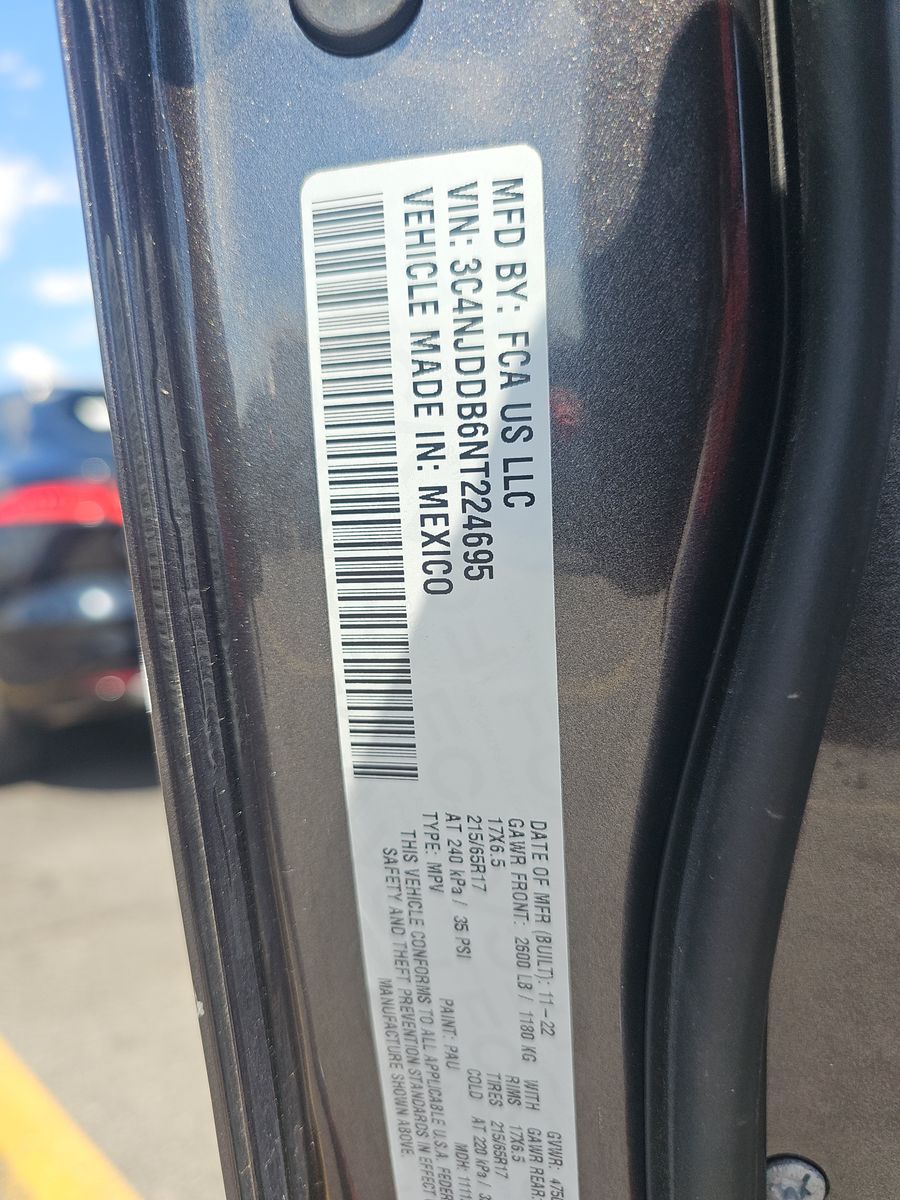 MFD BY: FCA US LLC
VIN: 3C4NJDDB6NT224695
VEHICLE MADE IN: MEXICO
DATE OF MFR (BUILT): 11-22 GVWR:
GAWR FRONT: 2600 LB / 1180 KG WITH GAWR REAR:
17X6.5 RIMS 17X6.5
215/65R17 TIRES 215/65R17
AT 240 kPa / 35 PSI COLD AT 220 kPa /
TYPE: MPV PAINT: PAU MDH:
THIS VEHICLE CONFORMS TO ALL APPLICABLE U.S.A.
SAFETY AND THEFT PREVENTION STANDARDS IN EFFECT
MANUFACTURE SHOWN ABOVE.